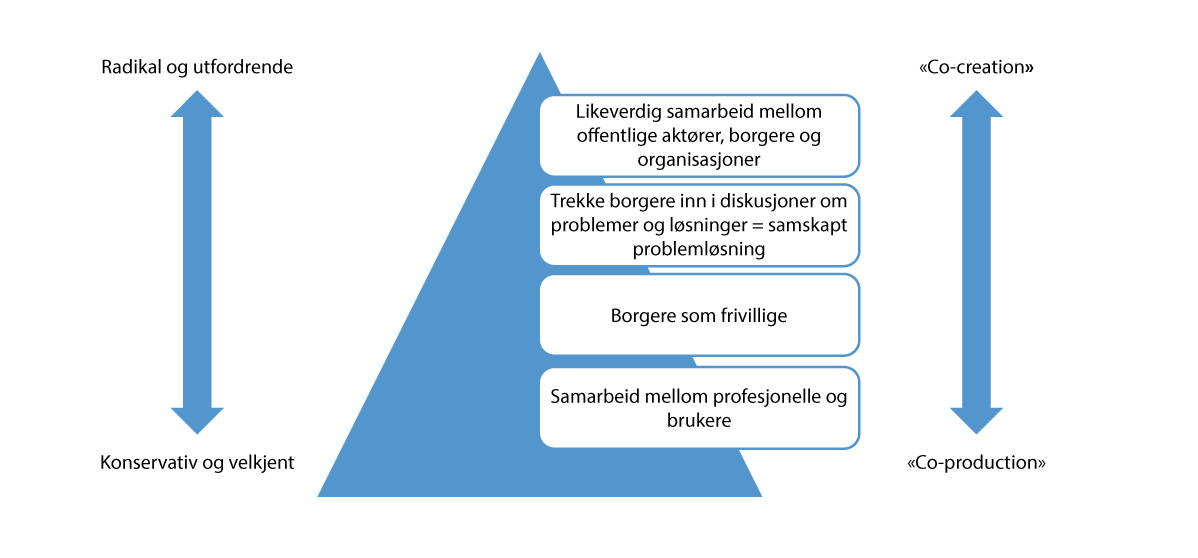 Radikal og utfordrende
«Co-creation»
Likeverdig samarbeid mellom
offentlige aktører, borgere og
organisasjoner
Trekke borgere inn i diskusjoner om
problemer og løsninger = samskapt
problemløsning
Borgere som frivillige
Samarbeid mellom profesjonelle og
brukere
Konservativ og velkjent
«Co-production»